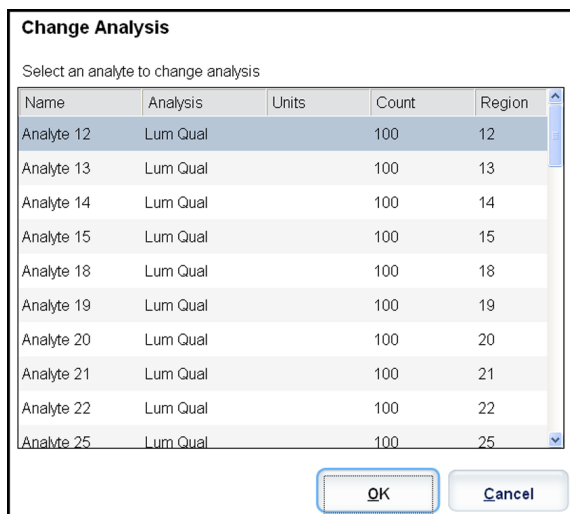 Change Analysis
Select an analyte to change analysis
Name Analysis Units Count Region
Analyte 12 Lum Qual 100 12
Analyte 13 Lum Qual 100 13
Analyte 14 Lum Qual 100 14
Analyte 15 Lum Qual 100 15
Analyte 18 Lum Qual 100 18
Analyte 19 Lum Qual 100 19
Analyte 20 Lum Qual 100 20
Analyte 21 Lum Qual 100 21
Analyte 22 Lum Qual 100 22
Analyte 25 Lum Qual 100 25
OK Cancel